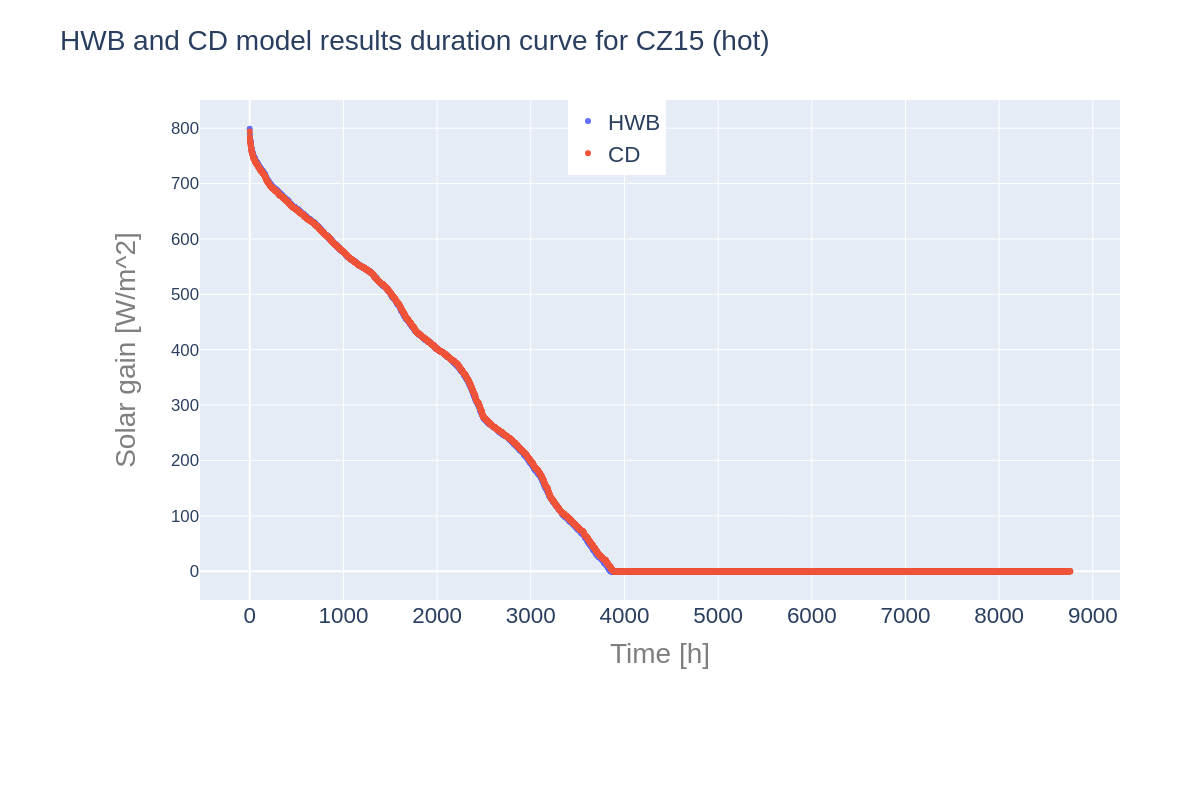 HWB and CD model results duration curve for CZ15 (hot)
HWB
CD
800
700
600
500
400
300
200
100
0
Solar gain [W/m^2]
0 1000 2000 3000 4000 5000 6000 7000 8000 9000
Time [h]